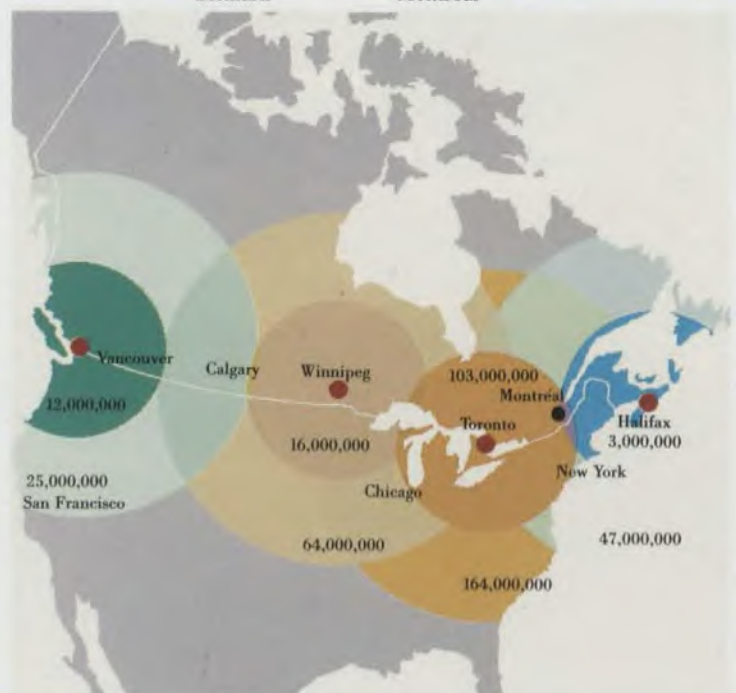 Vancouver
12,000,000
25,000,000
San Francisco
Calgary
Winnipeg
16,000,000
64,000,000
103,000,000
Montréal
Toronto
Chicago
164,000,000
Halifax
3,000,000
New York
47,000,000